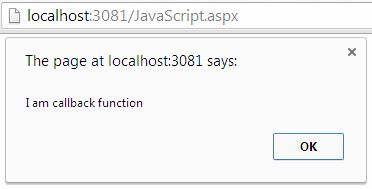 localhost:3081/JavaScript.aspx
The page at localhost:3081 says:
I am callback function
OK